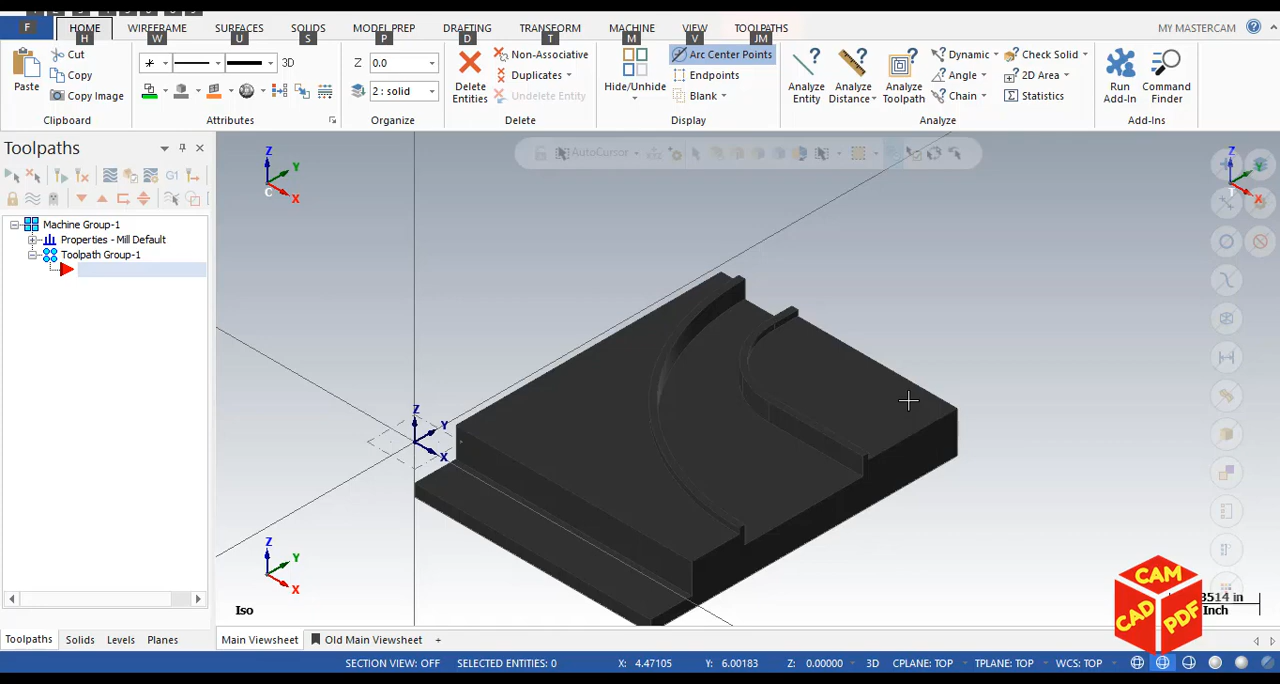 F
HOME WIREFRAME SURFACES SOLIDS MODEL PREP DRAFTING TRANSFORM MACHINE VIEW TOOLPATHS MY MASTERCAM
H W U S P D T M V JM
Paste
Cut
Copy
Copy Image
Clipboard
3D
Attributes
Z 0.0
2 : solid
Organize
Delete Entities
Non-Associative
Duplicates
Undelete Entity
Delete
Hide/Unhide
Arc Center Points
Endpoints
Blank
Display
Analyze Entity
Analyze Distance
Analyze Toolpath
Dynamic
Angle
Chain
Check Solid
2D Area
Statistics
Analyze
Run Add-In
Command Finder
Add-Ins
Toolpaths
G1
Machine Group-1
Properties - Mill Default
Toolpath Group-1
AutoCursor
Z
Y
X
C
Z
Y
X
T
Z
Y
X
Z
Y
X
Iso
3514 in
Inch
CAM
CAD
PDF
Toolpaths Solids Levels Planes
Main Viewsheet Old Main Viewsheet +
SECTION VIEW: OFF SELECTED ENTITIES: 0 X: 4.47105 Y: 6.00183 Z: 0.00000 3D CPLANE: TOP TPLANE: TOP WCS: TOP